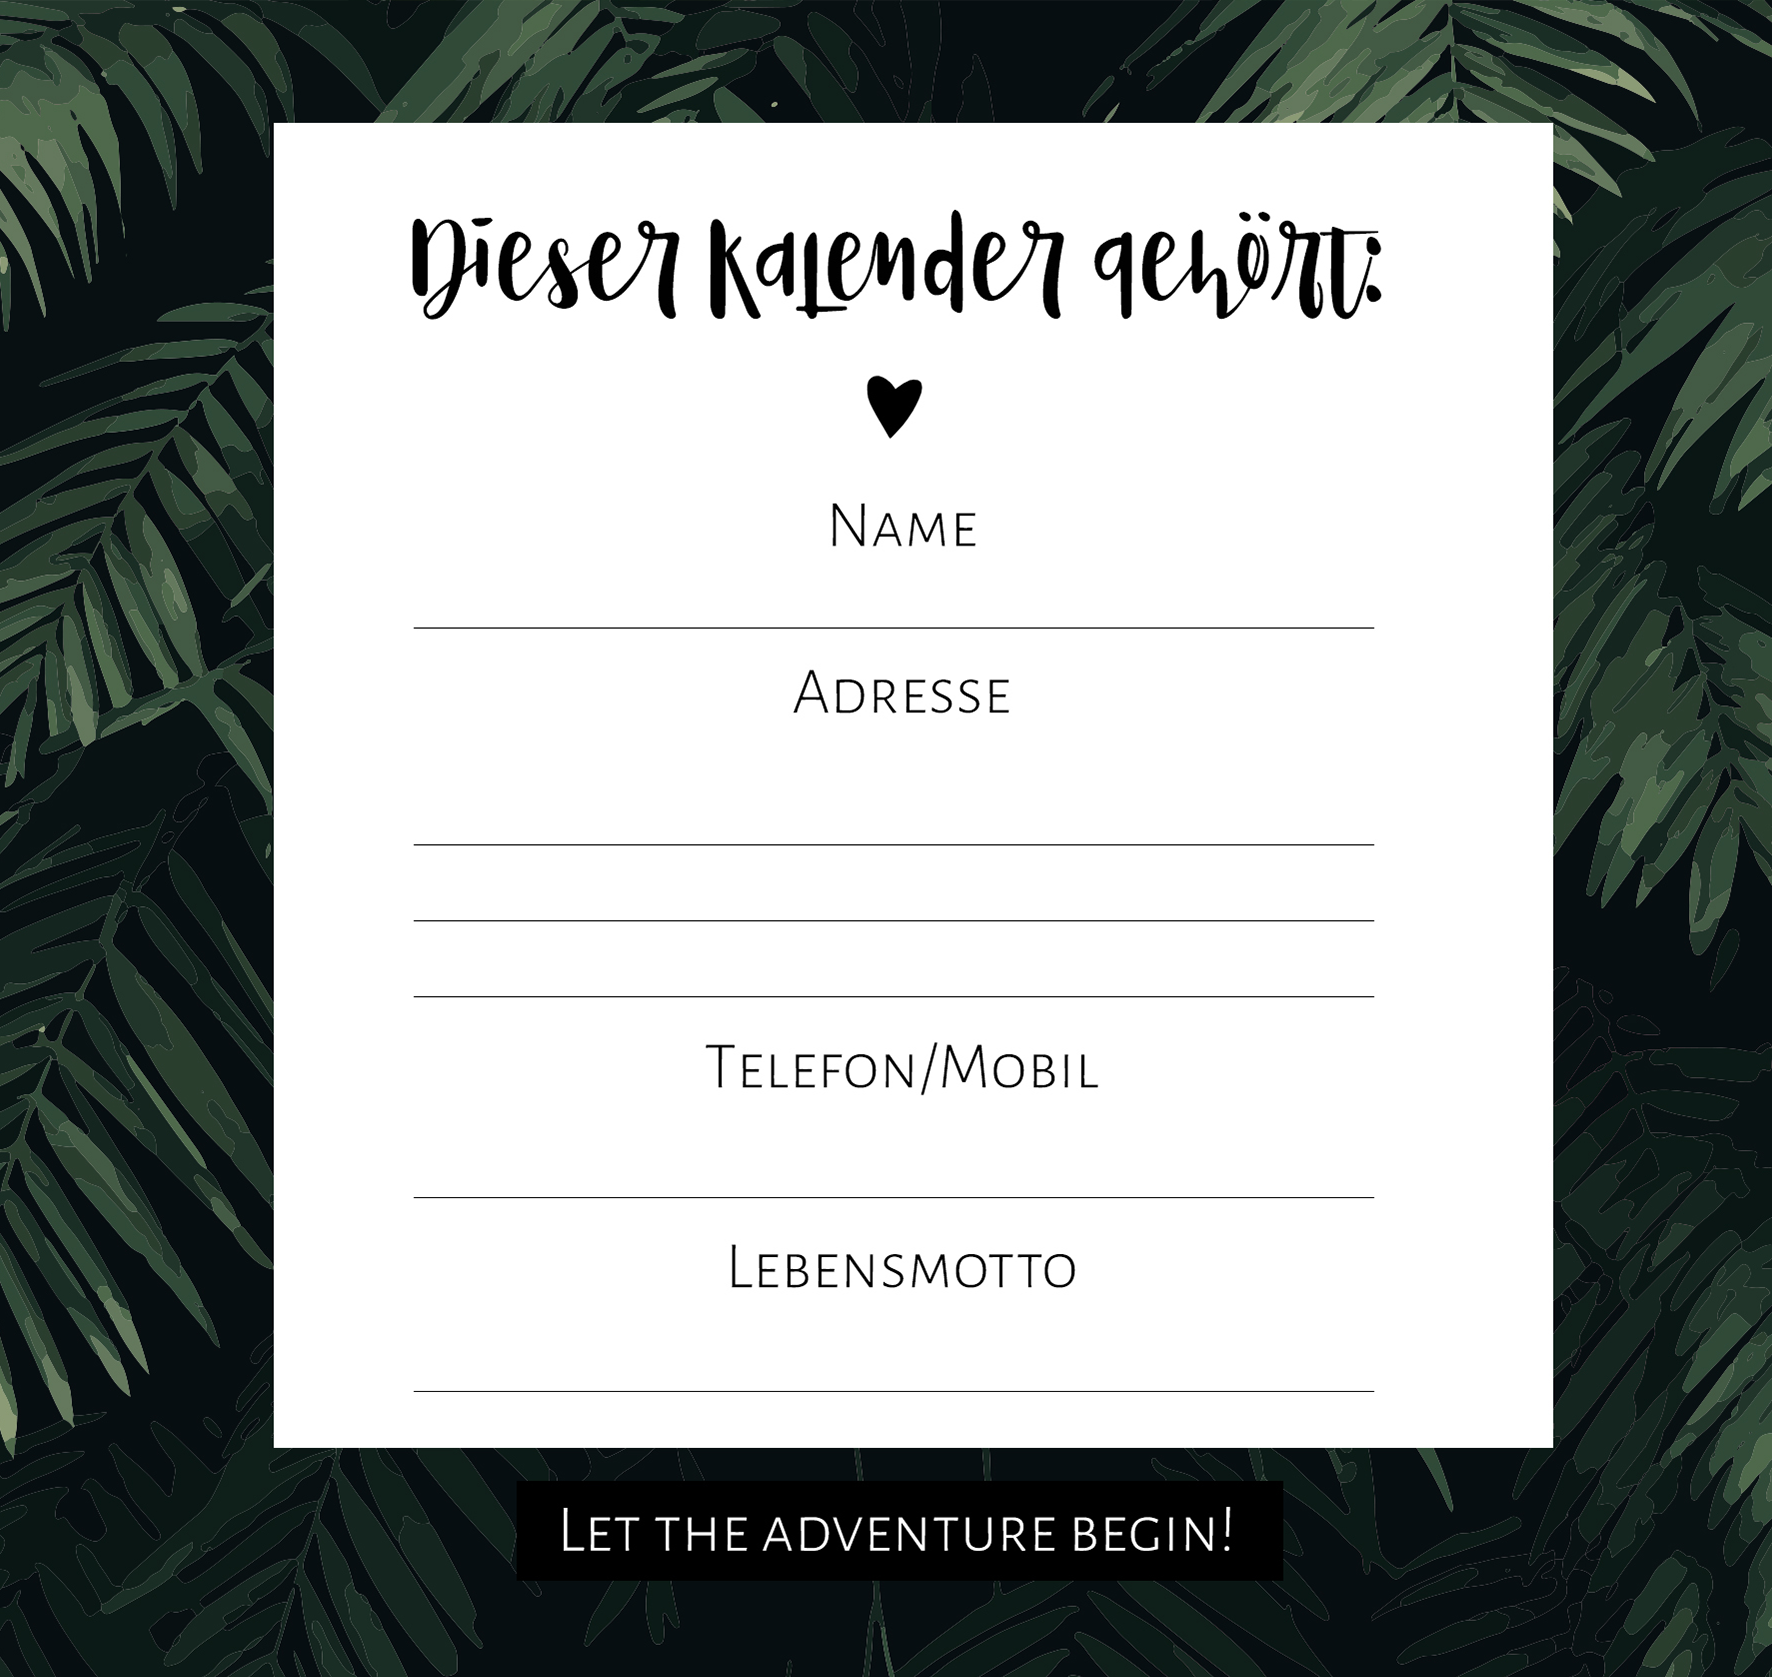 Dieser Kalender gehört:
Name
Adresse
Telefon/Mobil
Lebensmotto
Let the adventure begin!